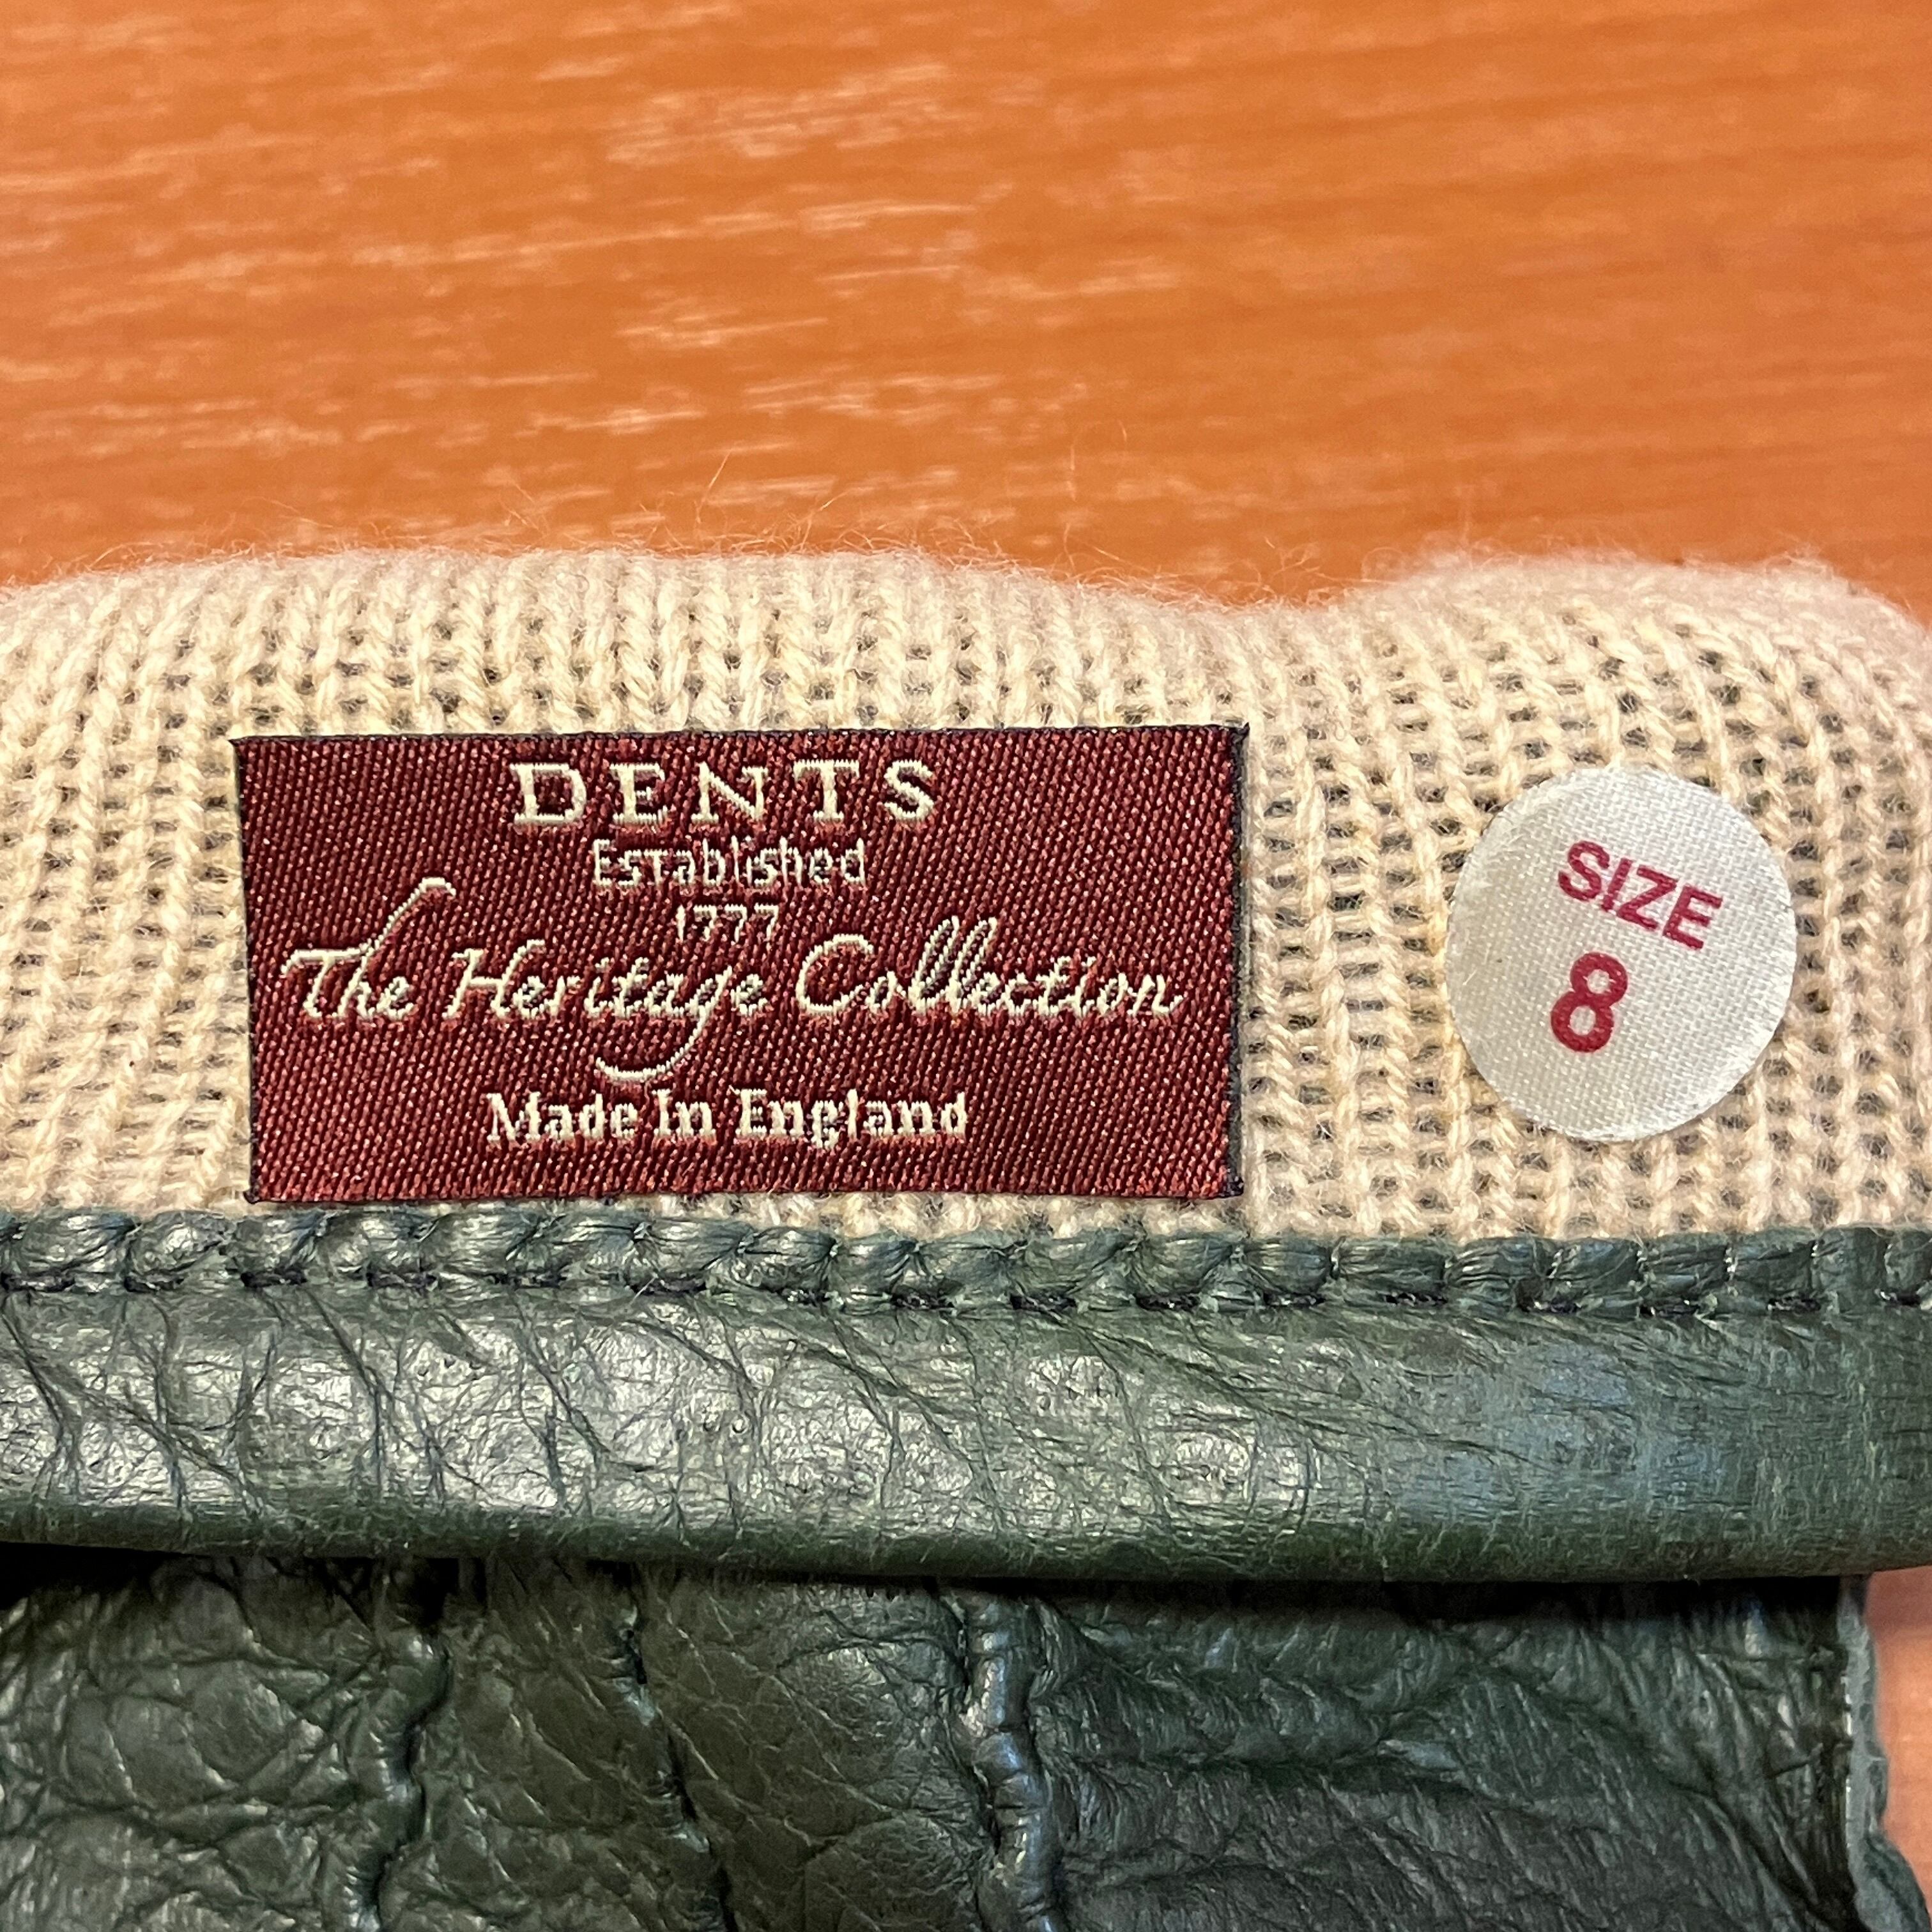 DENTS
Established
1777
The Heritage Collection
Made In England
SIZE
8